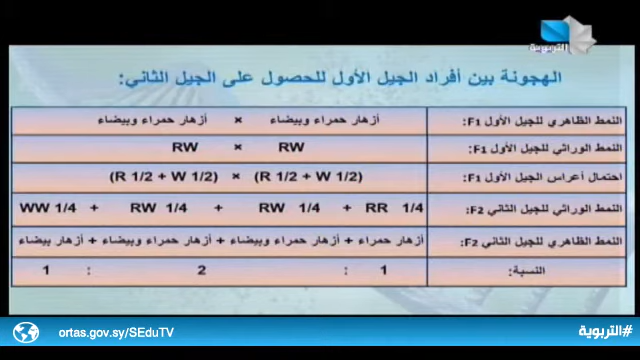 التربوية
الهجونة بين أفراد الجيل الأول للحصول على الجيل الثاني:
النمط الظاهري للجيل الأول F1: أزهار حمراء وبيضاء × أزهار حمراء وبيضاء
النمط الوراثي للجيل الأول F1: RW × RW
احتمال أعراس الجيل الأول F1: (R 1/2 + W 1/2) × (R 1/2 + W 1/2)
النمط الوراثي للجيل الثاني F2: RR 1/4 + RW 1/4 + RW 1/4 + WW 1/4
النمط الظاهري للجيل الثاني F2: أزهار حمراء + أزهار حمراء وبيضاء + أزهار حمراء وبيضاء + أزهار بيضاء
النسبة: 1 : 2 : 1
#التربوية
ortas.gov.sy/SEduTV